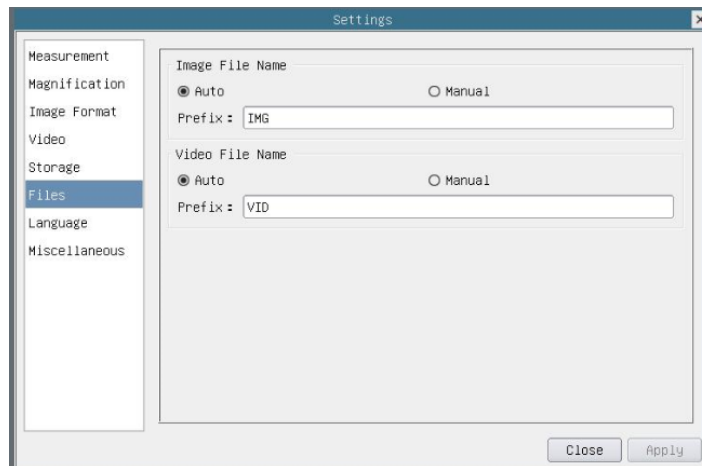 Settings
Measurement
Magnification
Image Format
Video
Storage
Files
Language
Miscellaneous
Image File Name
Auto
Manual
Prefix: IMG
Video File Name
Auto
Manual
Prefix: VID
Close
Apply